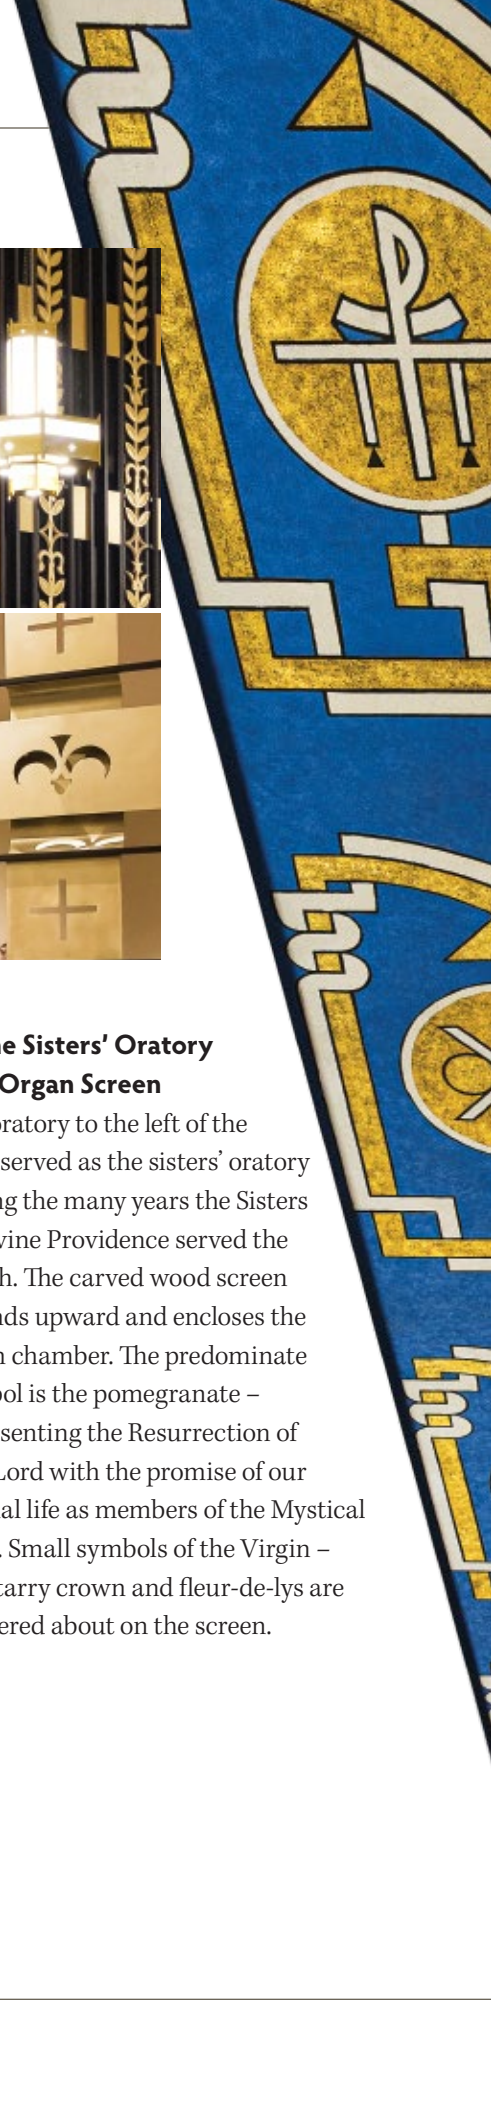 e Sisters’ Oratory
Organ Screen
ratory to the left of the
served as the sisters’ oratory
g the many years the Sisters
vine Providence served the
h. The carved wood screen
nds upward and encloses the
n chamber. The predominate
ol is the pomegranate –
senting the Resurrection of
Lord with the promise of our
al life as members of the Mystical
. Small symbols of the Virgin –
tarry crown and fleur-de-lys are
ered about on the screen.